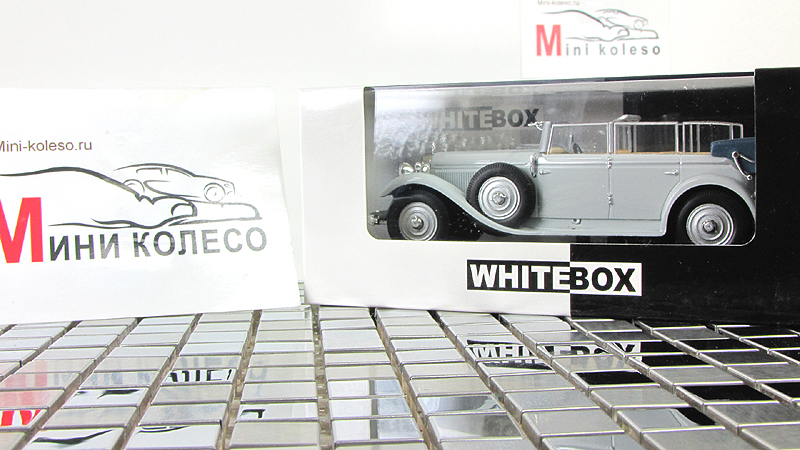 Mini-koleso.ru
Mini koleso
WHITEBOX
Mini-koleso.ru
Мини колесо
WHITEBOX
WHITEBOX